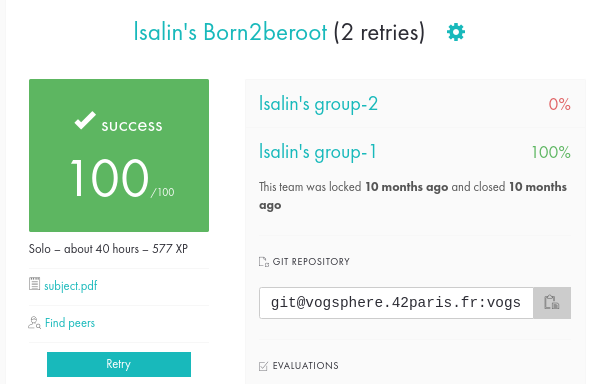 lsalin's Born2beroot (2 retries)
success
100/100
Solo – about 40 hours – 577 XP
subject.pdf
Find peers
Retry
lsalin's group-2 0%
lsalin's group-1 100%
This team was locked 10 months ago and closed 10 months
ago
GIT REPOSITORY
git@vogsphere.42paris.fr:vogs
EVALUATIONS